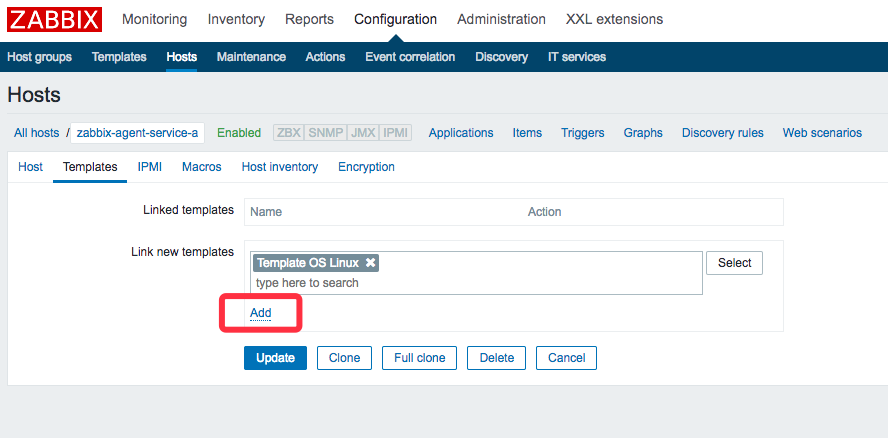 ZABBIX Monitoring Inventory Reports Configuration Administration XXL extensions
Host groups Templates Hosts Maintenance Actions Event correlation Discovery IT services
Hosts
All hosts / zabbix-agent-service-a Enabled ZBX SNMP JMX IPMI Applications Items Triggers Graphs Discovery rules Web scenarios
Host Templates IPMI Macros Host inventory Encryption
Linked templates Name Action
Link new templates Template OS Linux ✖ Select
type here to search
Add
Update Clone Full clone Delete Cancel